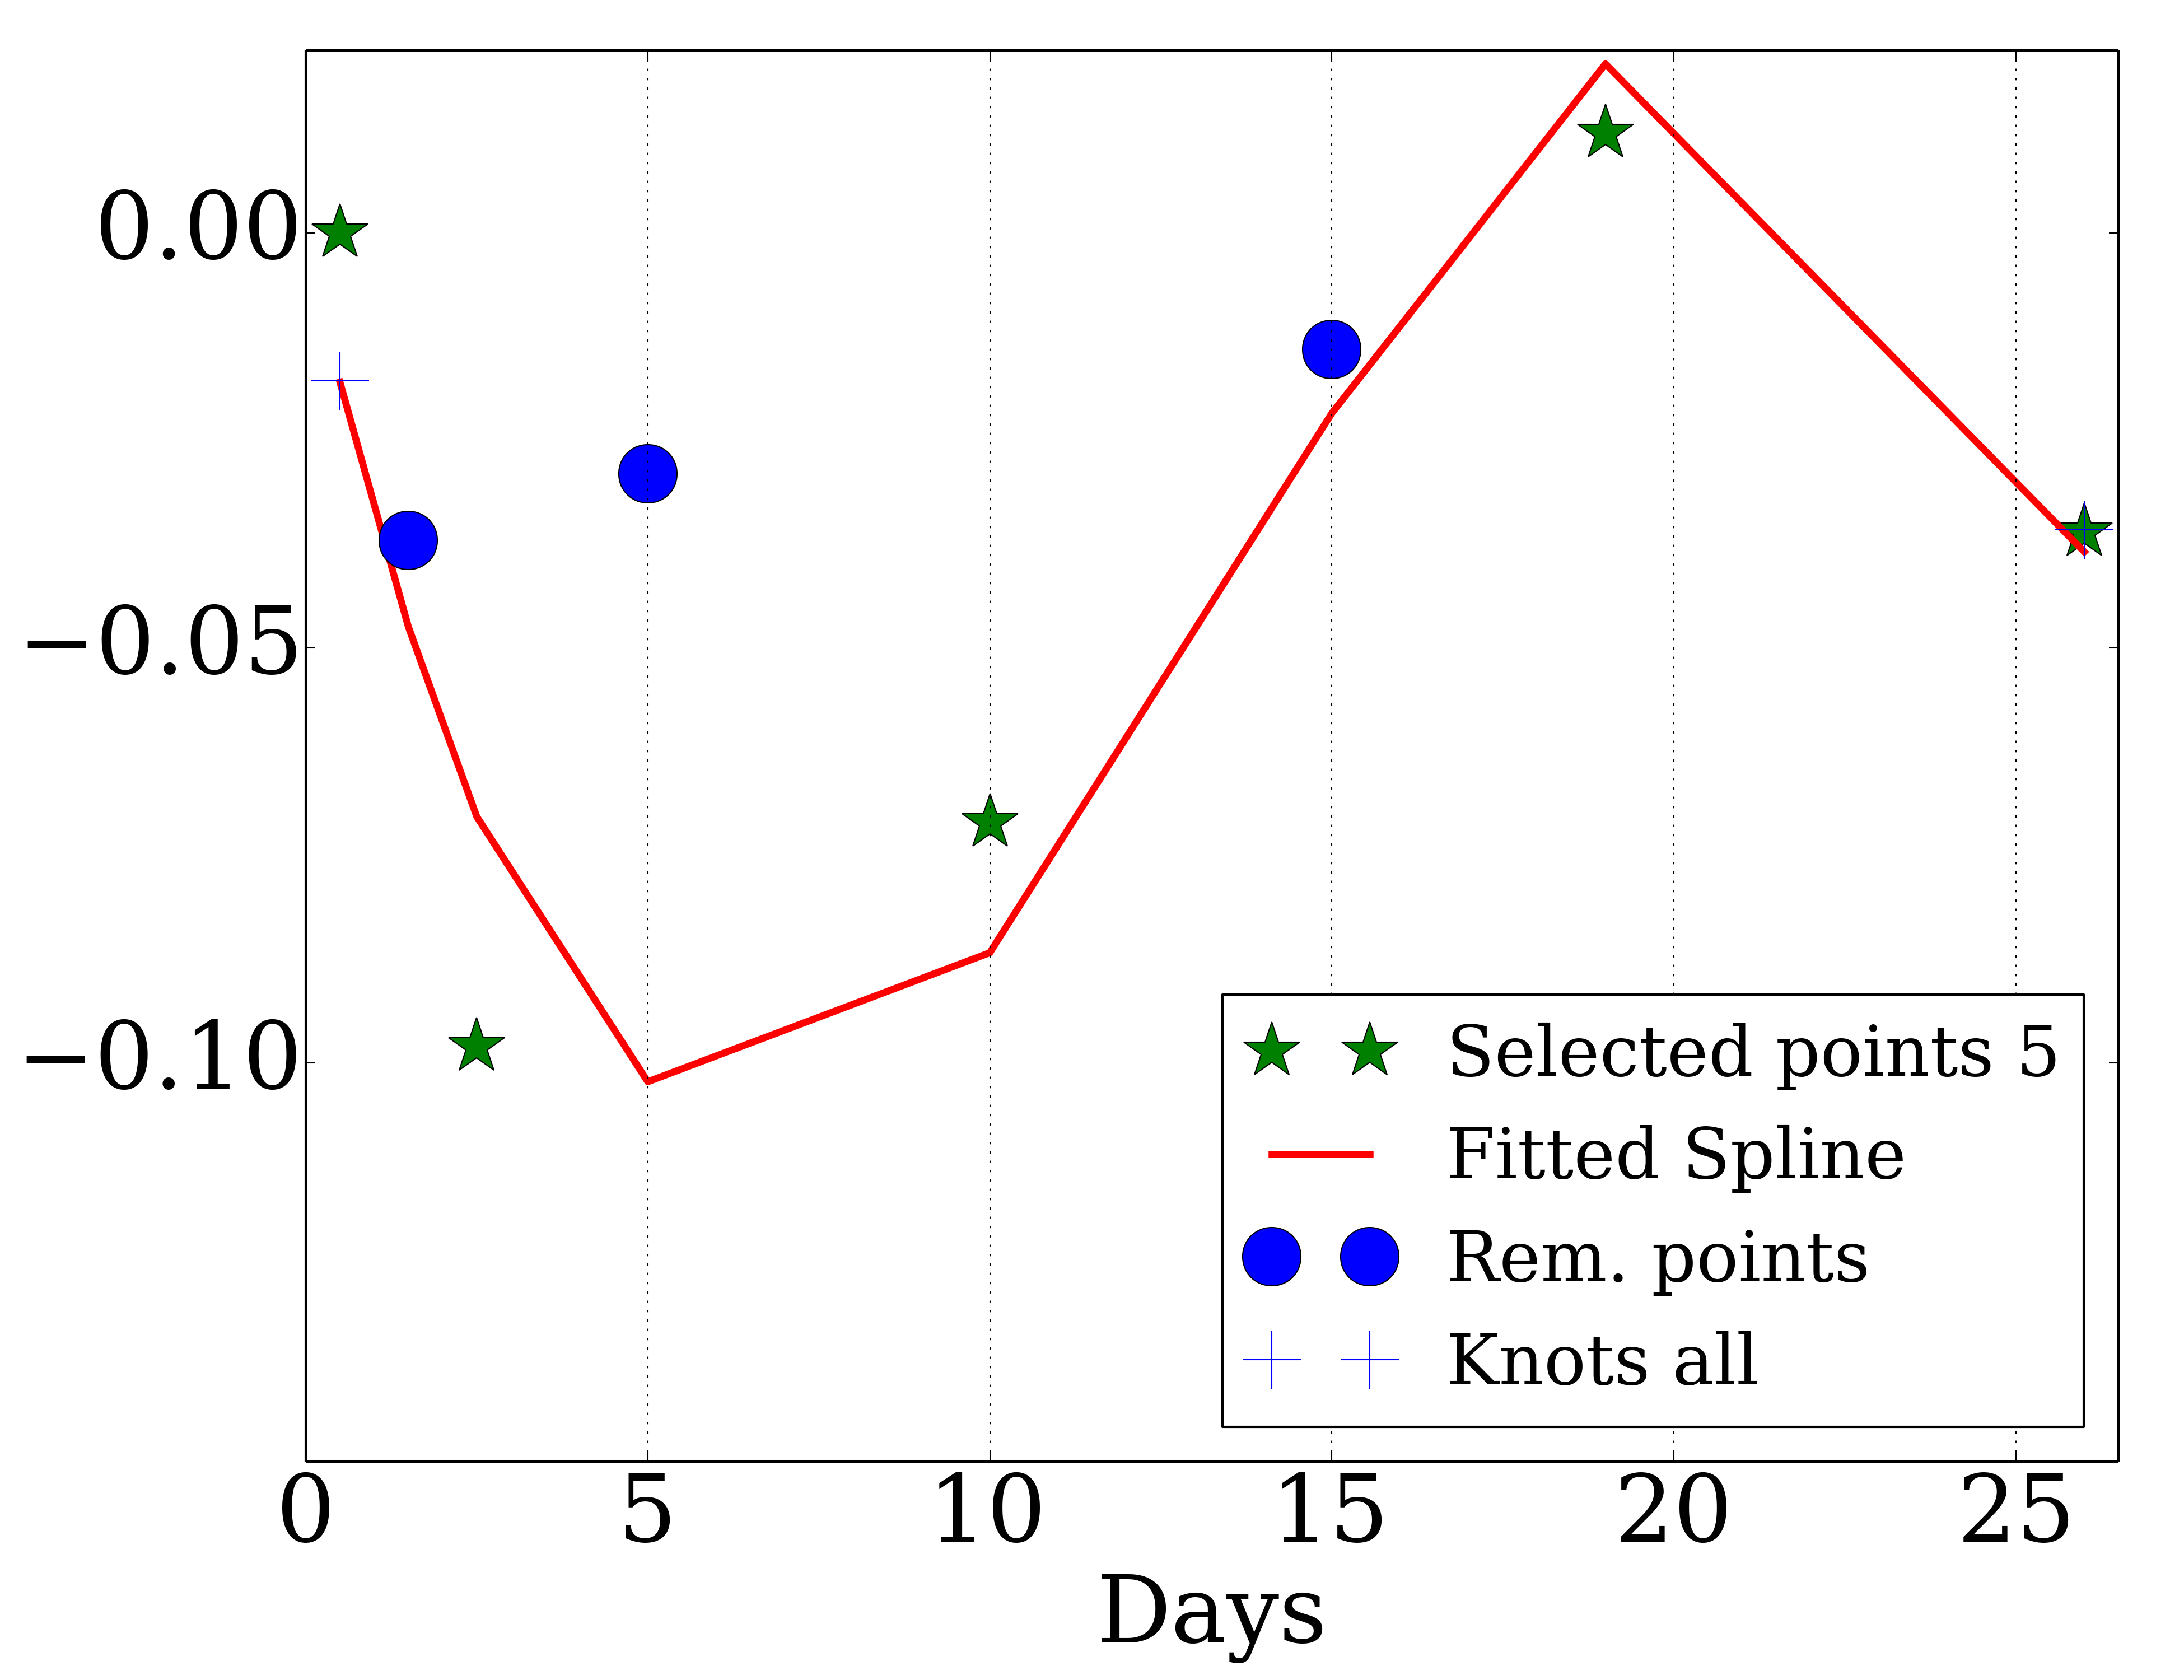 0.00
−0.05
−0.10
Selected points 5
Fitted Spline
Rem. points
Knots all
0 5 10 15 20 25
Days